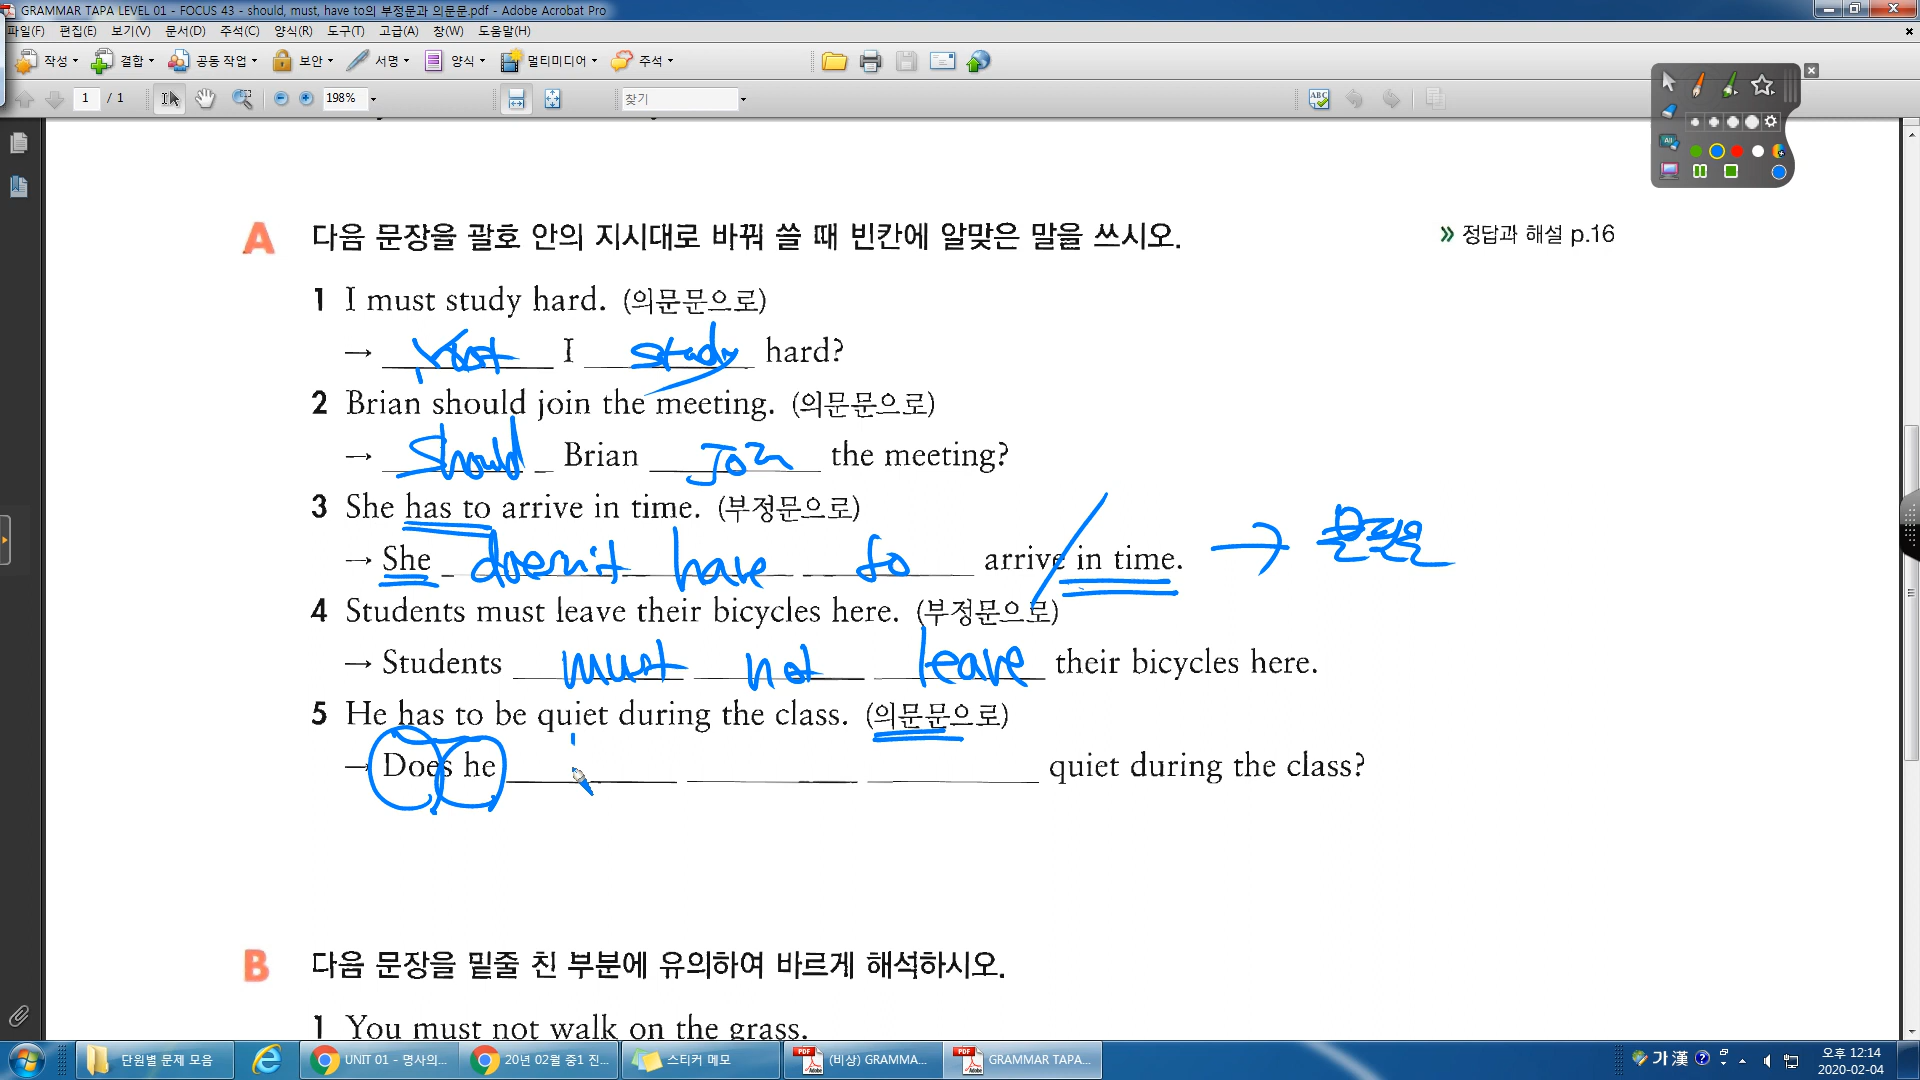 GRAMMAR TAPA LEVEL 01 - FOCUS 43 - should, must, have to의 부정문과 의문문.pdf - Adobe Acrobat Pro
파일(F) 편집(E) 보기(V) 문서(D) 주석(C) 양식(R) 도구(T) 고급(A) 창(W) 도움말(H)
작성 결합 공동 작업 보안 서명 양식 멀티미디어 주석
1 / 1 198% 찾기
A 다음 문장을 괄호 안의 지시대로 바꿔 쓸 때 빈칸에 알맞은 말을 쓰시오. » 정답과 해설 p.16
1 I must study hard. (의문문으로)
→ Must I study hard?
2 Brian should join the meeting. (의문문으로)
→ Should Brian Join the meeting?
3 She has to arrive in time. (부정문으로)
→ She doesn't have to arrive in time. →
4 Students must leave their bicycles here. (부정문으로)
→ Students must not leave their bicycles here.
5 He has to be quiet during the class. (의문문으로)
→ Does he quiet during the class?
B 다음 문장을 밑줄 친 부분에 유의하여 바르게 해석하시오.
1 You must not walk on the grass.
단원별 문제 모음 UNIT 01 - 명사의... 20년 02월 중1 진... 스티커 메모 (비상) GRAMMA... GRAMMAR TAPA... 가 漢 오후 12:14
2020-02-04